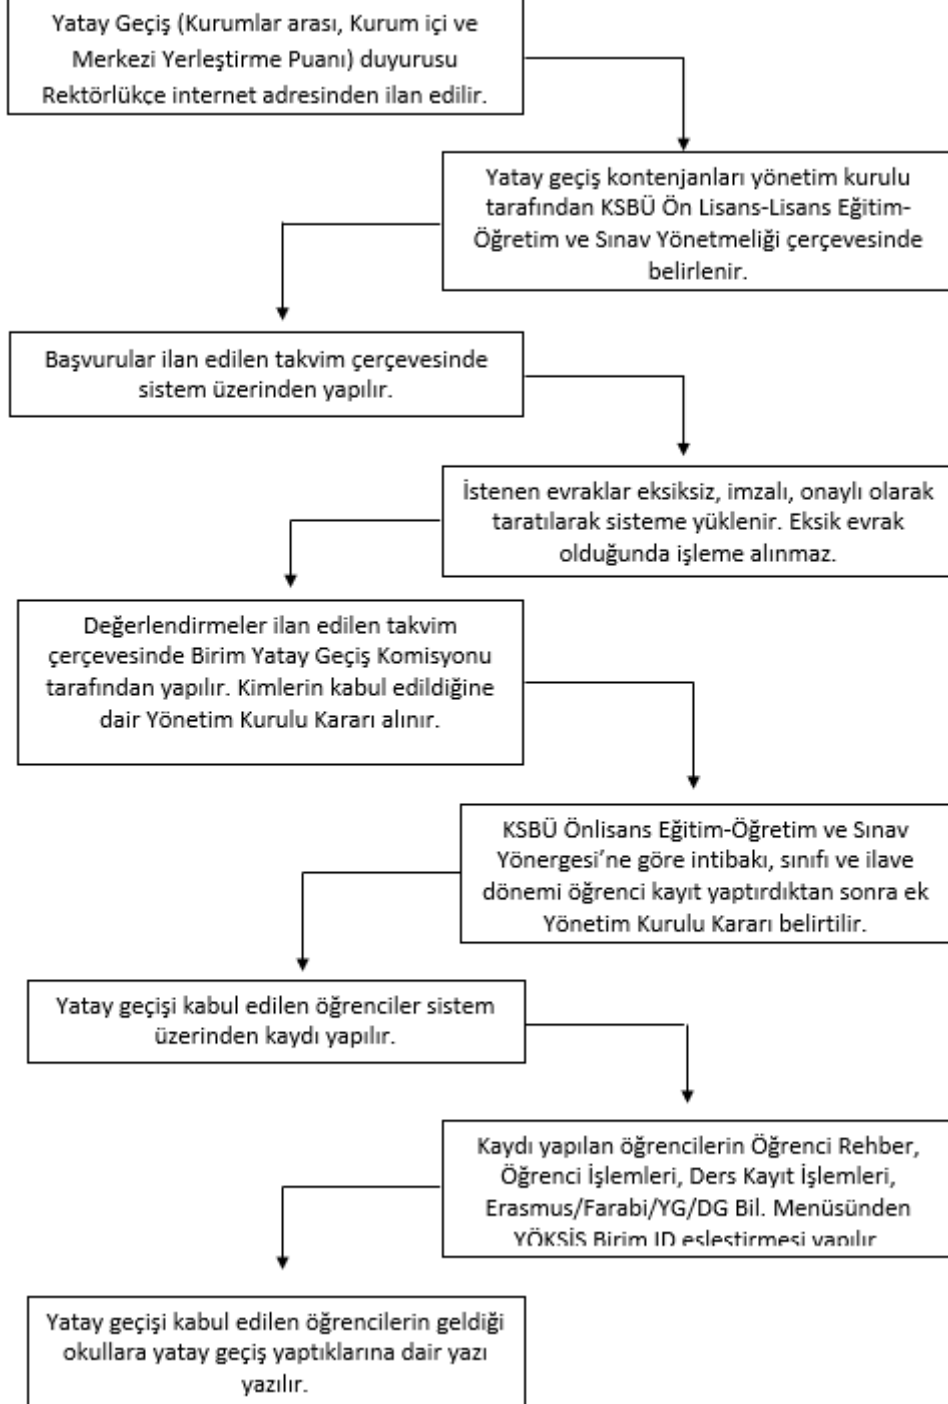 Yatay Geçiş (Kurumlar arası, Kurum içi ve
Merkezi Yerleştirme Puanı) duyurusu
Rektörlükçe internet adresinden ilan edilir.
Yatay geçiş kontenjanları yönetim kurulu
tarafından KSBÜ Ön Lisans-Lisans Eğitim-
Öğretim ve Sınav Yönetmeliği çerçevesinde
belirlenir.
Başvurular ilan edilen takvim çerçevesinde
sistem üzerinden yapılır.
İstenen evraklar eksiksiz, imzalı, onaylı olarak
taratılarak sisteme yüklenir. Eksik evrak
olduğunda işleme alınmaz.
Değerlendirmeler ilan edilen takvim
çerçevesinde Birim Yatay Geçiş Komisyonu
tarafından yapılır. Kimlerin kabul edildiğine
dair Yönetim Kurulu Kararı alınır.
KSBÜ Önlisans Eğitim-Öğretim ve Sınav
Yönergesi’ne göre intibakı, sınıfı ve ilave
dönemi öğrenci kayıt yaptırdıktan sonra ek
Yönetim Kurulu Kararı belirtilir.
Yatay geçişi kabul edilen öğrenciler sistem
üzerinden kaydı yapılır.
Kaydı yapılan öğrencilerin Öğrenci Rehber,
Öğrenci İşlemleri, Ders Kayıt İşlemleri,
Erasmus/Farabi/YG/DG Bil. Menüsünden
YÖKSİS Birim ID eşleştirmesi yapılır
Yatay geçişi kabul edilen öğrencilerin geldiği
okullara yatay geçiş yaptıklarına dair yazı
yazılır.